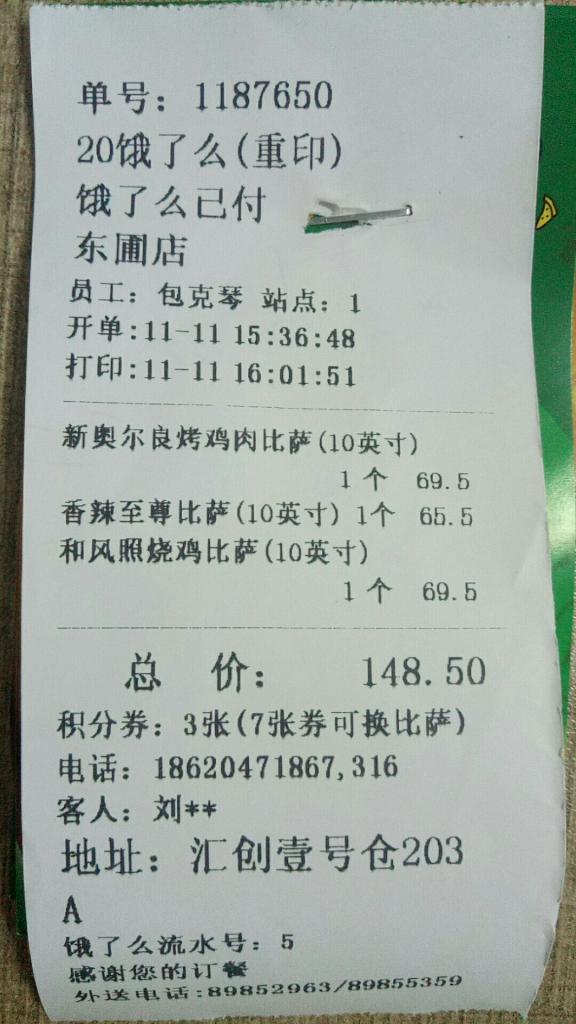 单号：1187650
20饿了么(重印)
饿了么已付
东圃店
员工：包克琴 站点：1
开单:11-11 15:36:48
打印:11-11 16:01:51
新奥尔良烤鸡肉比萨(10英寸)
1个 69.5
香辣至尊比萨(10英寸) 1个 65.5
和风照烧鸡比萨(10英寸)
1个 69.5
总 价： 148.50
积分券：3张(7张券可换比萨)
电话：18620471867,316
客人：刘**
地址：汇创壹号仓203
A
饿了么流水号：5
感谢您的订餐
外送电话:89852963/89855359